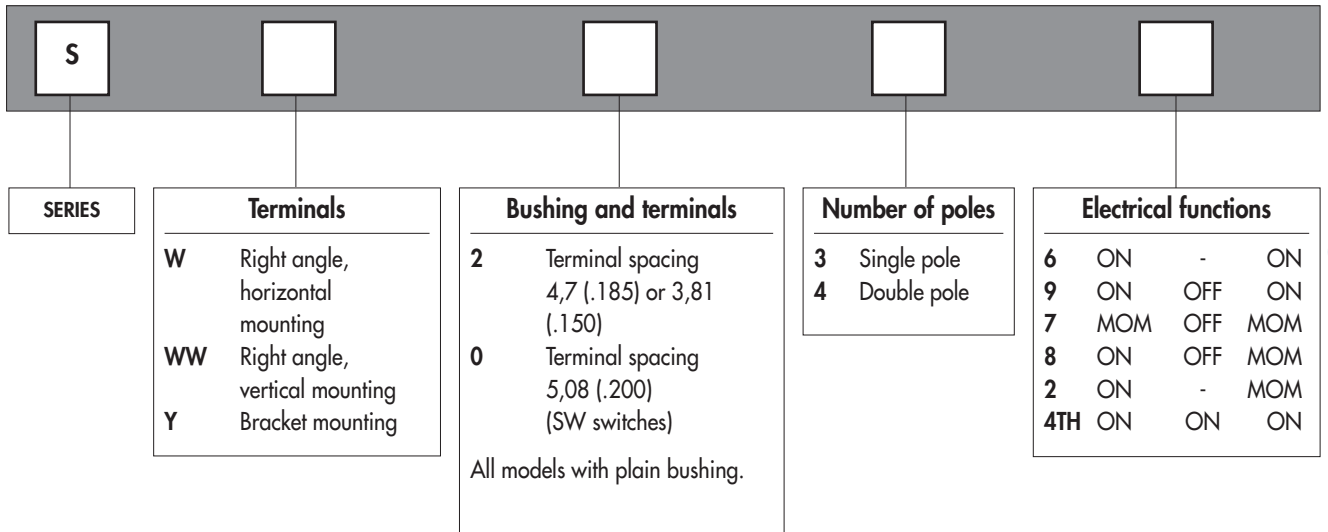 S
SERIES
Terminals
W Right angle,
horizontal
mounting
WW Right angle,
vertical mounting
Y Bracket mounting
Bushing and terminals
2 Terminal spacing
4,7 (.185) or 3,81
(.150)
0 Terminal spacing
5,08 (.200)
(SW switches)
All models with plain bushing.
Number of poles
3 Single pole
4 Double pole
Electrical functions
6 ON - ON
9 ON OFF ON
7 MOM OFF MOM
8 ON OFF MOM
2 ON - MOM
4TH ON ON ON